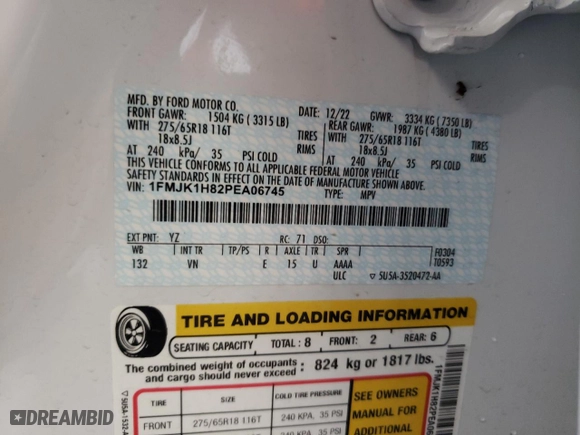 MFD. BY FORD MOTOR CO.
DATE: 12/22 GVWR: 3334 KG (7350 LB)
FRONT GAWR: 1504 KG (3315 LB) REAR GAWR: 1987 KG (4380 LB)
WITH 275/65R18 116T TIRES WITH 275/65R18 116T TIRES
18x8.5J RIMS 18x8.5J RIMS
AT 240 kPa/ 35 PSI COLD AT 240 kPa/ 35 PSI COLD
THIS VEHICLE CONFORMS TO ALL APPLICABLE FEDERAL MOTOR VEHICLE
SAFETY STANDARDS IN EFFECT ON THE DATE OF MANUFACTURE SHOWN ABOVE.
VIN: 1FMJK1H82PEA06745
TYPE: MPV
EXT PNT: YZ RC: 71 DSO:
WB INT TR TP/PS R AXLE TR SPR
132 VN E 15 U AAAA
ULC
F0304
T0593
▽ 5U5A-3520472-AA
TIRE AND LOADING INFORMATION
SEATING CAPACITY TOTAL: 8 FRONT: 2 REAR: 6
The combined weight of occupants
and cargo should never exceed : 824 kg or 1817 lbs.
TIRE SIZE COLD TIRE PRESSURE
FRONT 275/65R18 116T 240 KPA, 35 PSI
SEE OWNERS
MANUAL FOR
ADDITIONAL
© DREAMBID
DREAMBID.COM